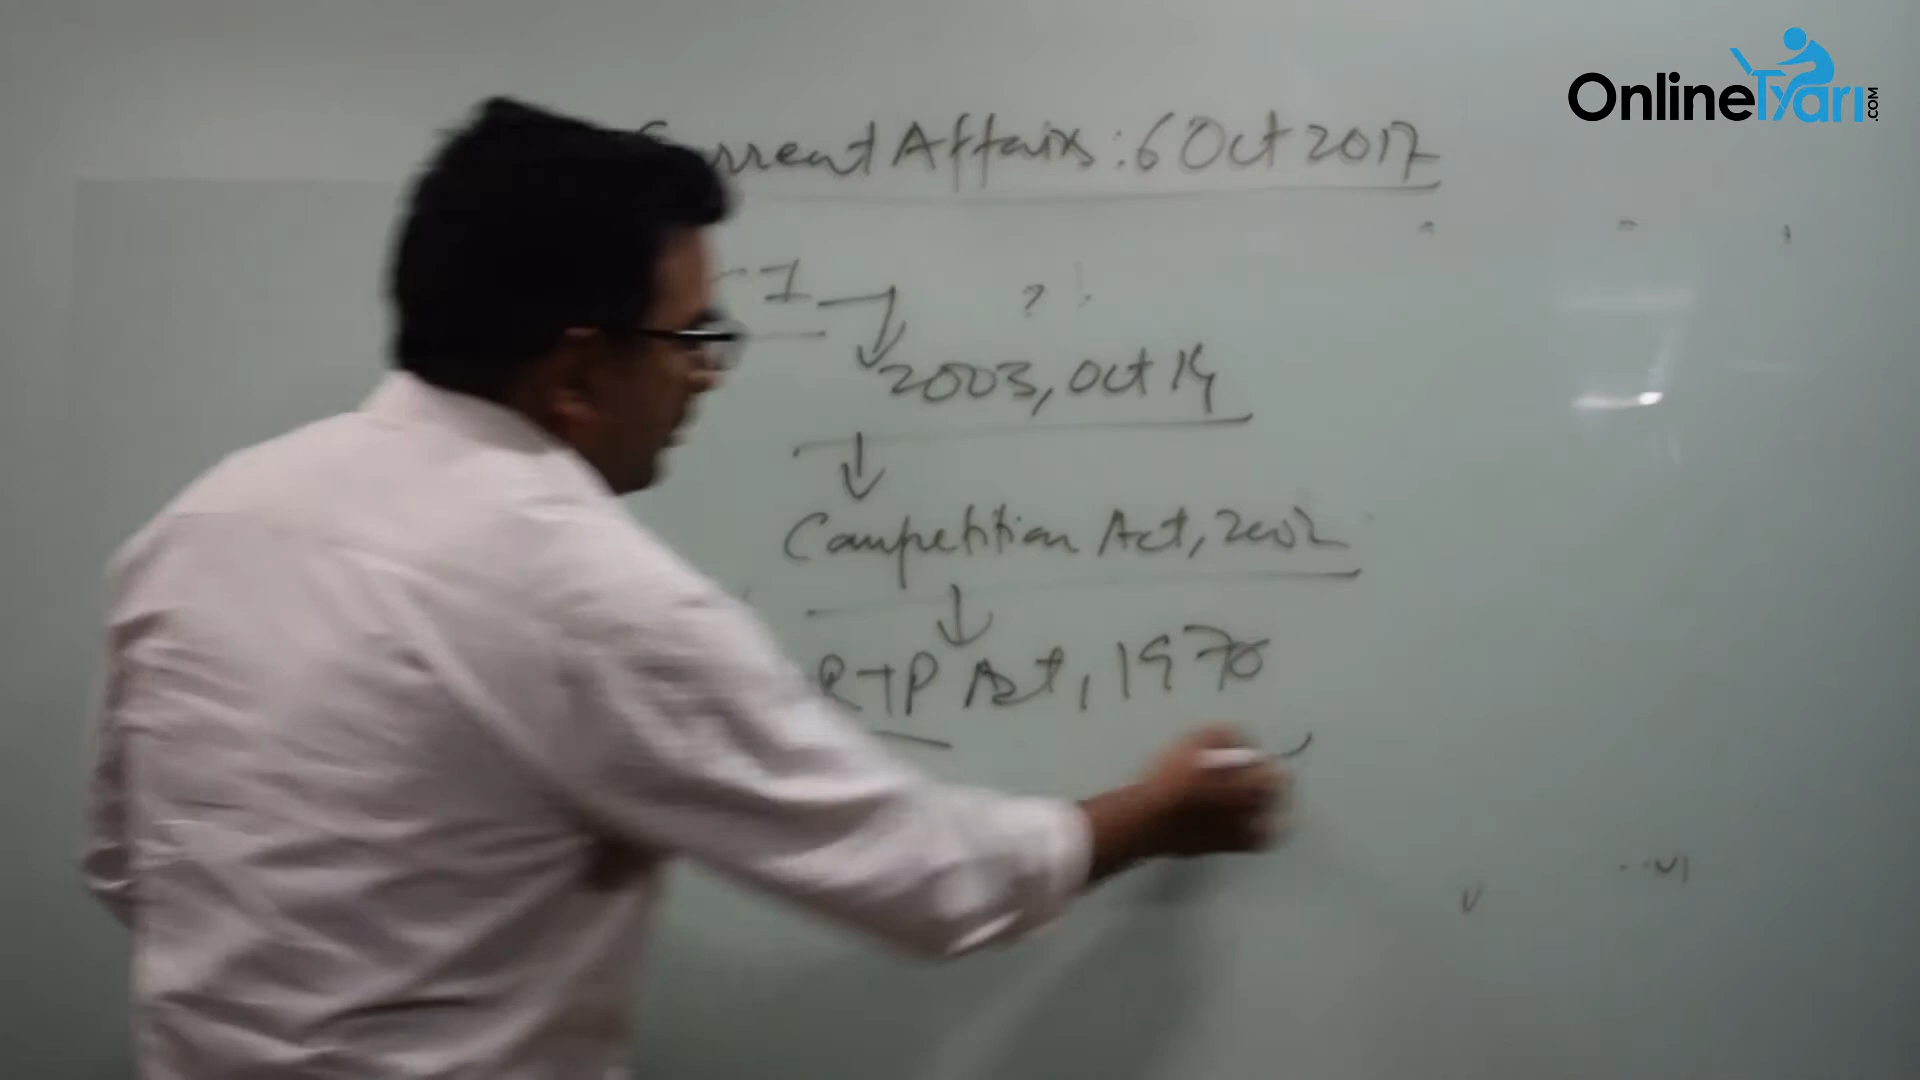 OnlineTyari.COM
Current Affairs : 6 Oct 2017
I
?
2003, Oct 14
Competition Act, 2002
RTP Act, 1970